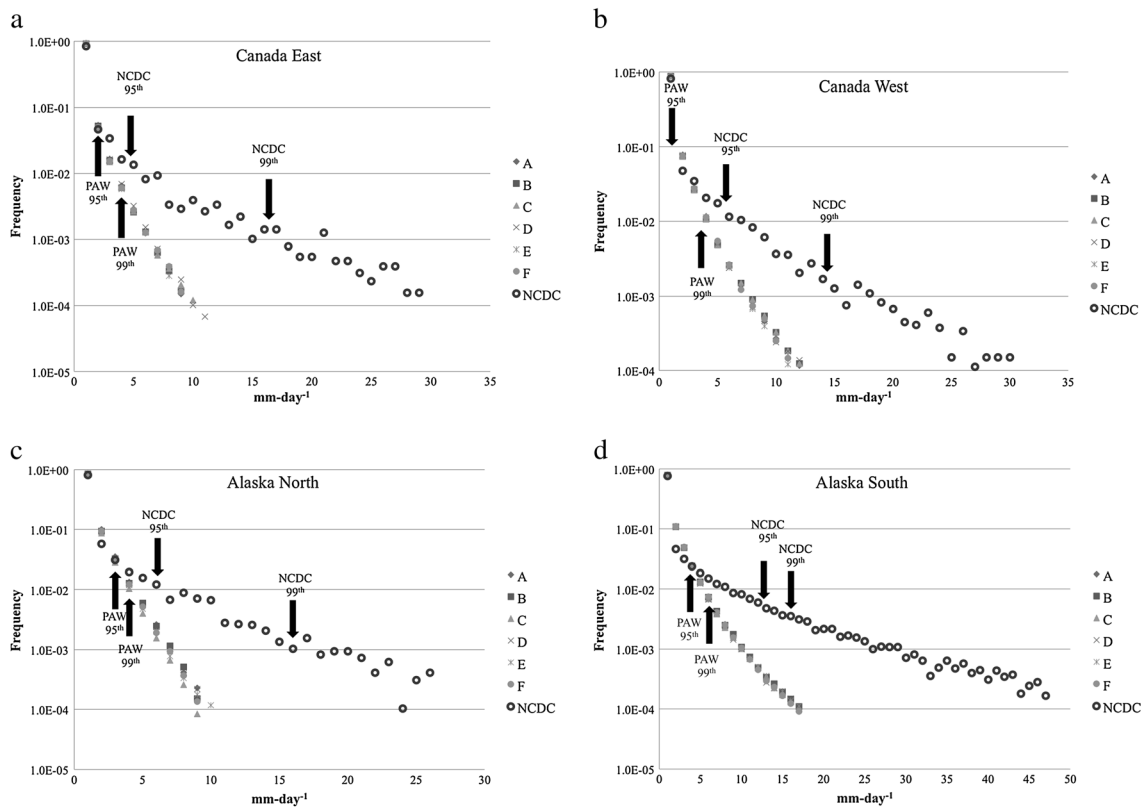 a
Canada East
1.0E+00
1.0E-01
1.0E-02
1.0E-03
1.0E-04
1.0E-05
Frequency
NCDC
95th
NCDC
99th
PAW
95th
PAW
99th
0 5 10 15 20 25 30 35
mm-day-1
A
B
C
D
E
F
NCDC
b
Canada West
1.0E+00
1.0E-01
1.0E-02
1.0E-03
1.0E-04
Frequency
PAW
95th
NCDC
95th
NCDC
99th
PAW
99th
0 5 10 15 20 25 30 35
mm-day-1
A
B
C
D
E
F
NCDC
c
Alaska North
1.0E+00
1.0E-01
1.0E-02
1.0E-03
1.0E-04
1.0E-05
Frequency
NCDC
95th
NCDC
99th
PAW
95th
PAW
99th
0 5 10 15 20 25 30
mm-day-1
A
B
C
D
E
F
NCDC
d
Alaska South
1.0E+00
1.0E-01
1.0E-02
1.0E-03
1.0E-04
1.0E-05
Frequency
NCDC
95th
NCDC
99th
PAW
95th
PAW
99th
0 5 10 15 20 25 30 35 40 45 50
mm-day-1
A
B
C
D
E
F
NCDC